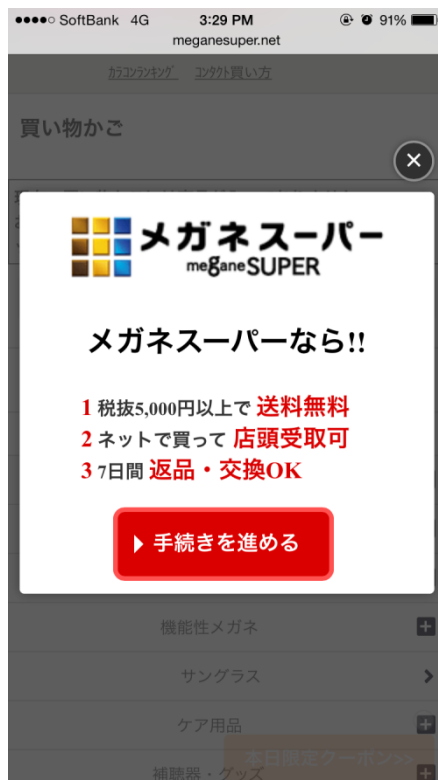 SoftBank 4G 3:29 PM 91%
meganesuper.net
カラコンランキング コンタクト買い方
買い物かご
メガネスーパー
meganeSUPER
メガネスーパーなら!!
1 税抜5,000円以上で 送料無料
2 ネットで買って 店頭受取可
3 7日間 返品・交換OK
手続きを進める
機能性メガネ
サングラス
ケア用品
本日限定クーポン>>
補聴器・グッズ